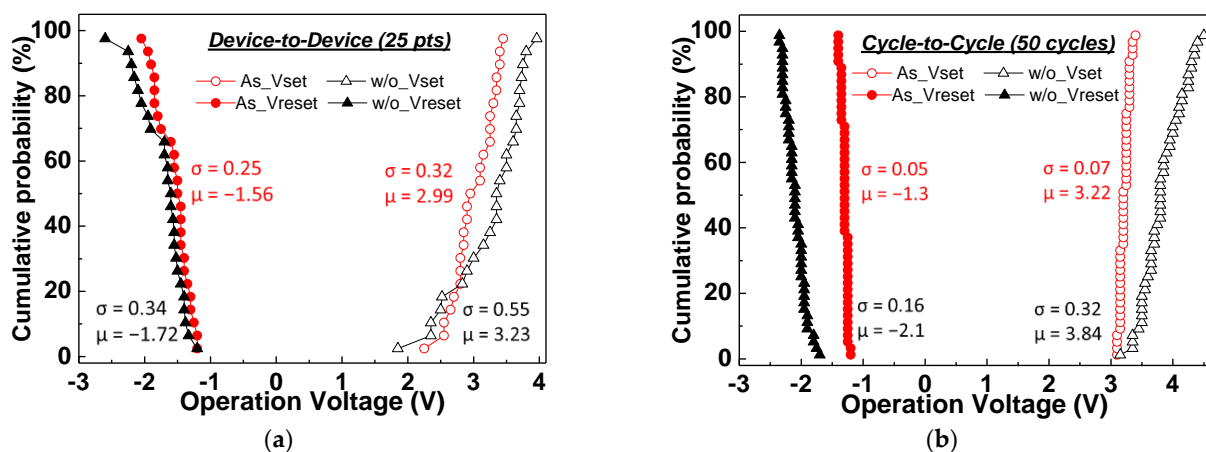 Device-to-Device (25 pts)
As_Vset
w/o_Vset
As_Vreset
w/o_Vreset
σ = 0.25
μ = −1.56
σ = 0.32
μ = 2.99
σ = 0.34
μ = −1.72
σ = 0.55
μ = 3.23
Cumulative probability (%)
100
80
60
40
20
0
-3 -2 -1 0 1 2 3 4
Operation Voltage (V)
(a)
Cycle-to-Cycle (50 cycles)
As_Vset
w/o_Vset
As_Vreset
w/o_Vreset
σ = 0.05
μ = −1.3
σ = 0.07
μ = 3.22
σ = 0.16
μ = −2.1
σ = 0.32
μ = 3.84
Cumulative probability (%)
100
80
60
40
20
0
-3 -2 -1 0 1 2 3 4
Operation Voltage (V)
(b)